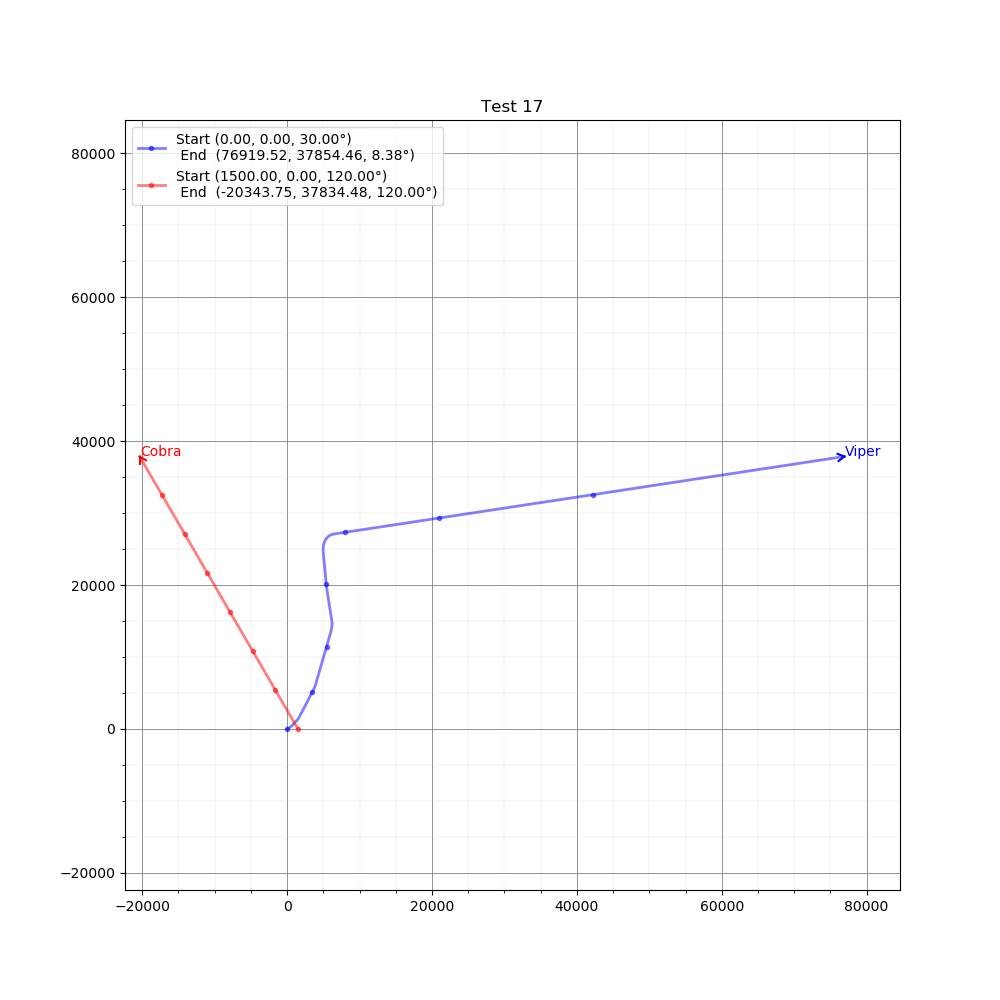 Test 17
Start (0.00, 0.00, 30.00°)
End  (76919.52, 37854.46, 8.38°)
Start (1500.00, 0.00, 120.00°)
End  (-20343.75, 37834.48, 120.00°)
80000
60000
40000
20000
0
−20000
Cobra
Viper
−20000 0 20000 40000 60000 80000